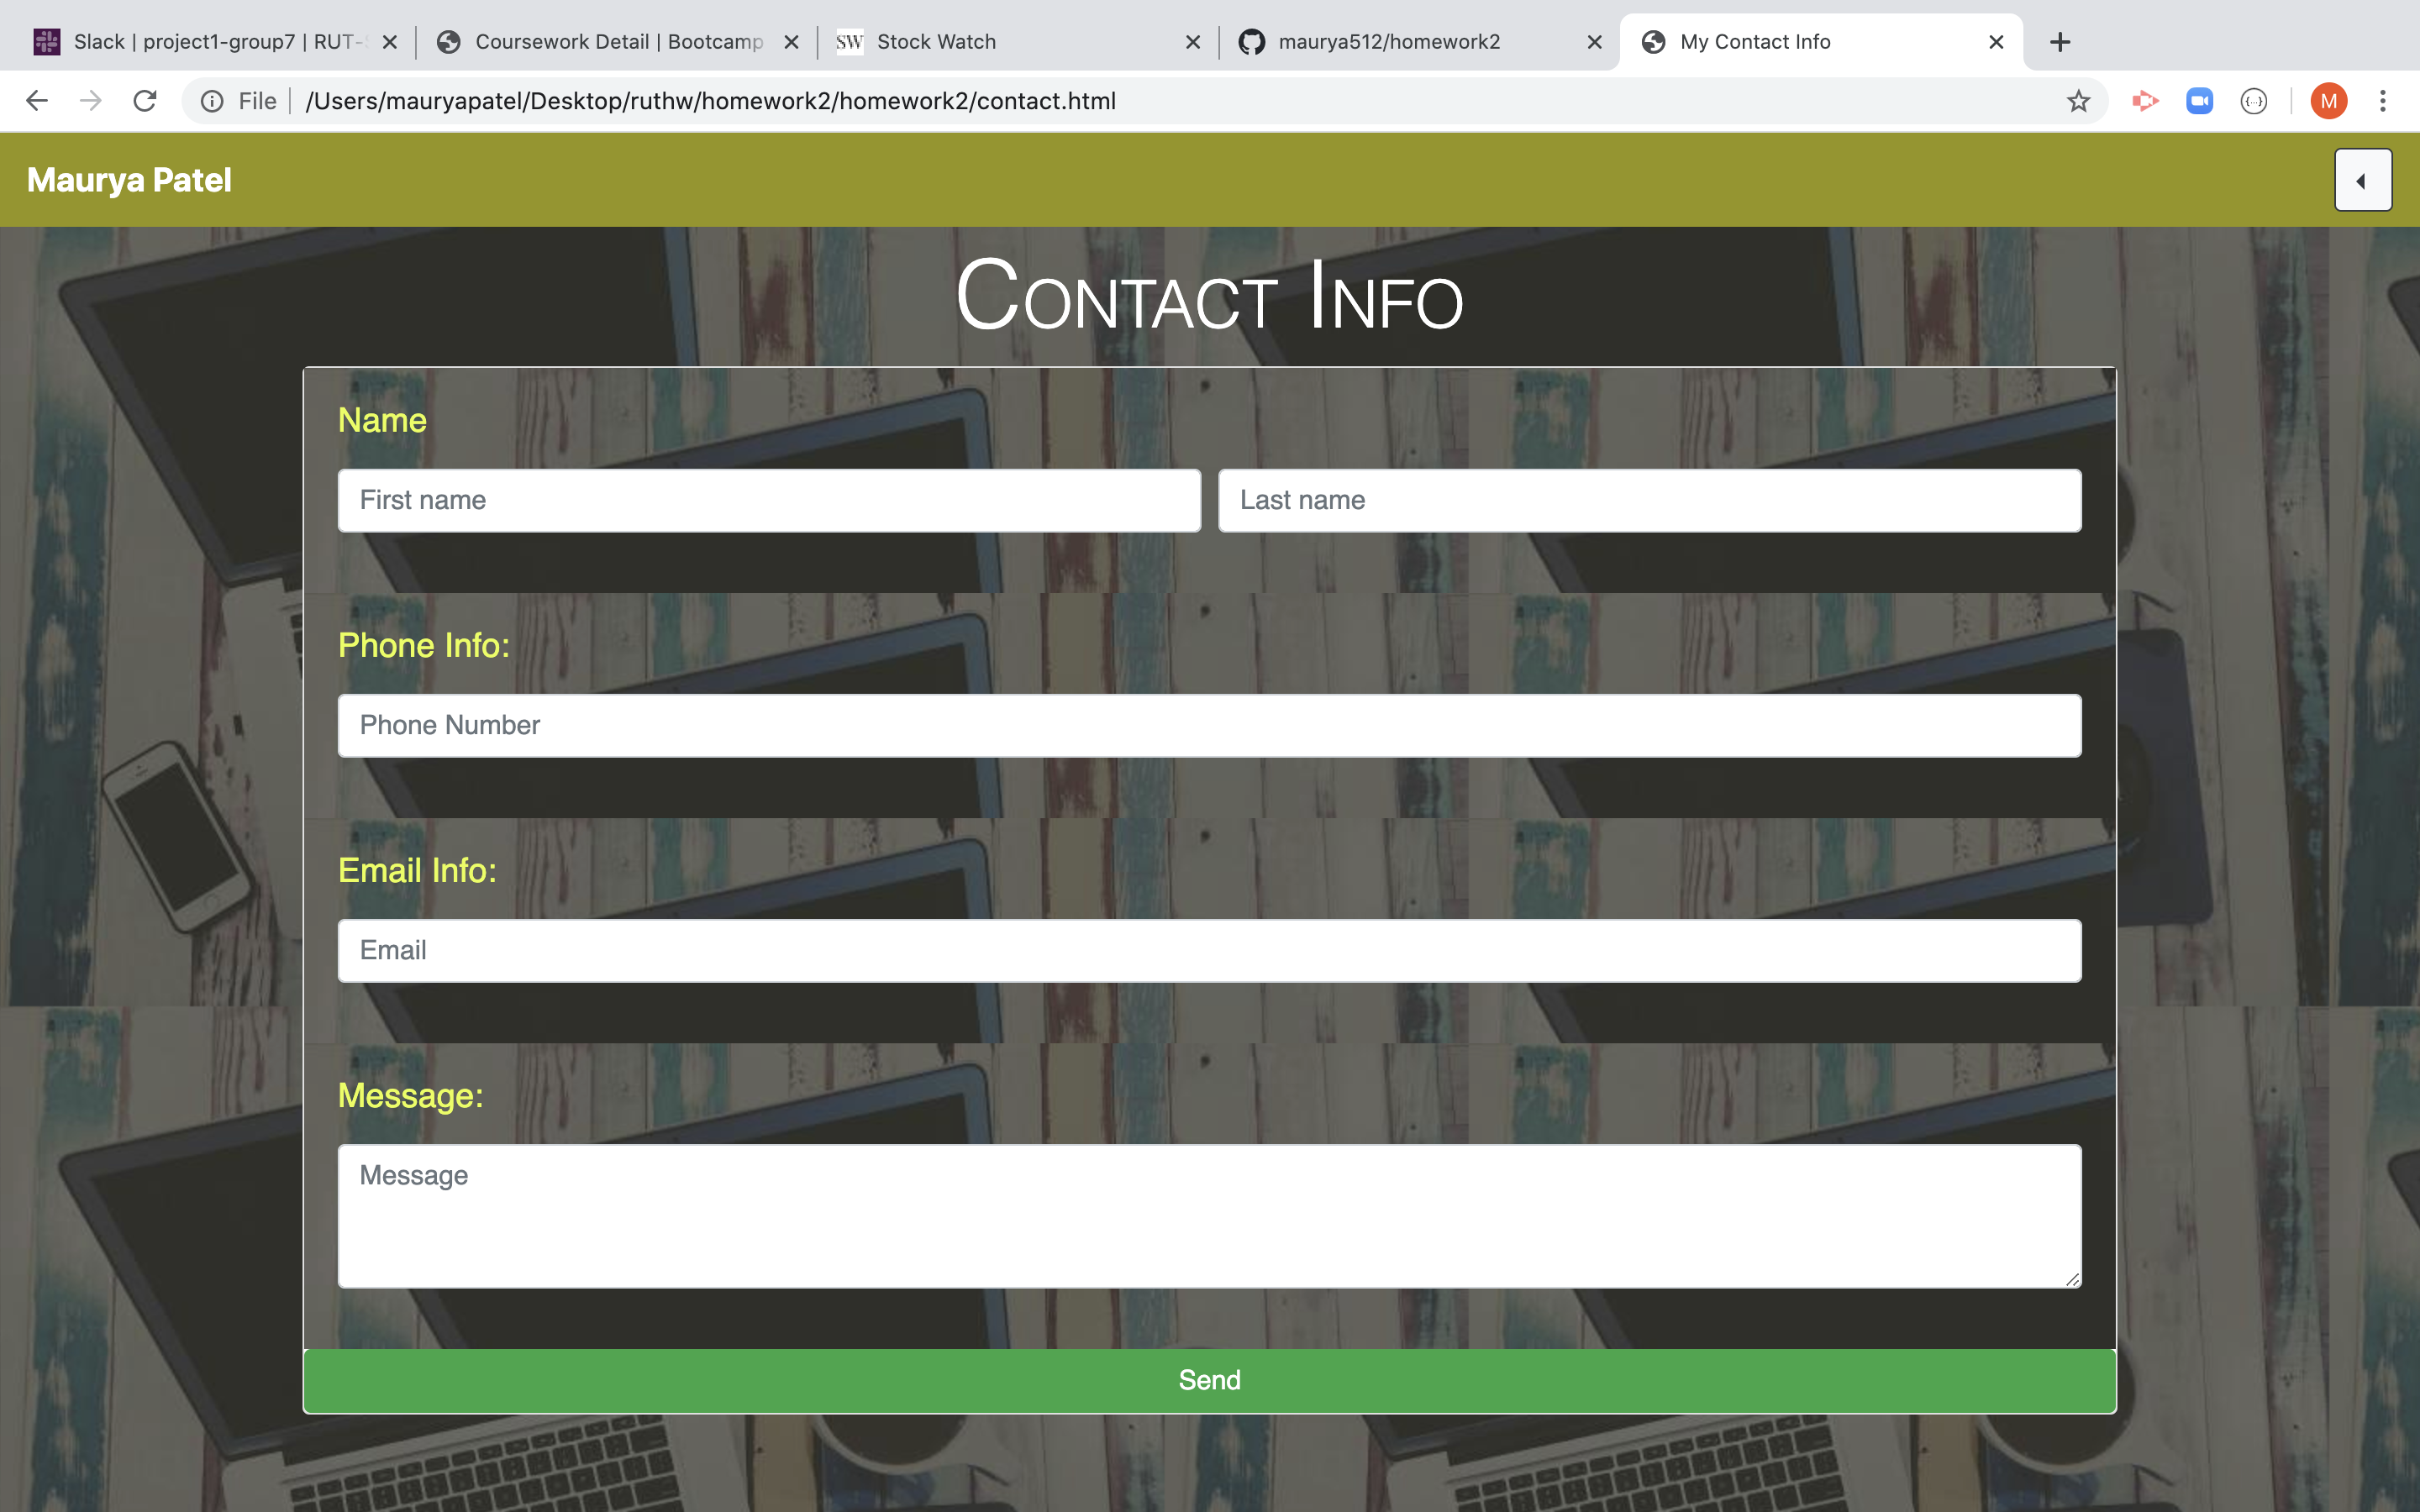 Slack | project1-group7 | RUT-
Coursework Detail | Bootcamp
SW Stock Watch
maurya512/homework2
My Contact Info
File /Users/mauryapatel/Desktop/ruthw/homework2/homework2/contact.html
M
Maurya Patel
Contact Info
Name
First name
Last name
Phone Info:
Phone Number
Email Info:
Email
Message:
Message
Send